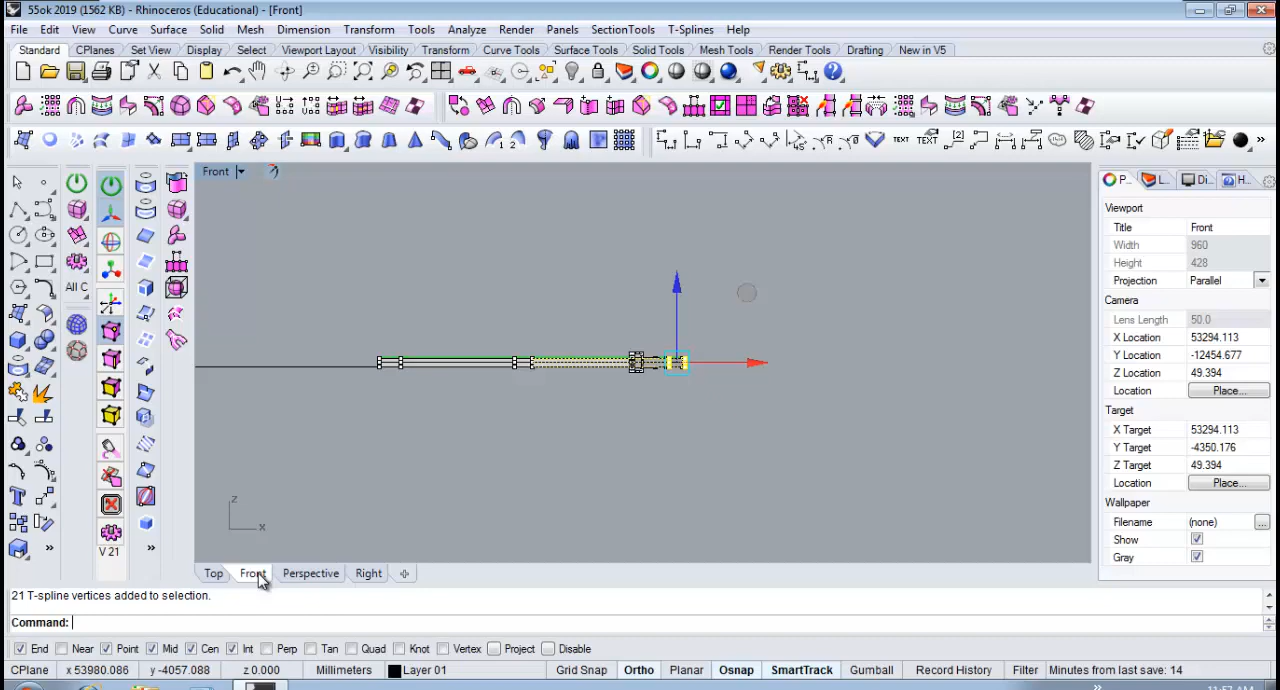 55ok 2019 (1562 KB) - Rhinoceros (Educational) - [Front]
File Edit View Curve Surface Solid Mesh Dimension Transform Tools Analyze Render Panels SectionTools T-Splines Help
Standard CPlanes Set View Display Select Viewport Layout Visibility Transform Curve Tools Surface Tools Solid Tools Mesh Tools Render Tools Drafting New in V5
TEXT TEXT
Front
P... L... Di... H...
Viewport
Title Front
Width 960
Height 428
Projection Parallel
Camera
Lens Length 50.0
X Location 53294.113
Y Location -12454.677
Z Location 49.394
Location Place...
Target
X Target 53294.113
Y Target -4350.176
Z Target 49.394
Location Place...
Wallpaper
Filename (none) ...
Show
Gray
All C
V 21
z
x
Top Front Perspective Right
21 T-spline vertices added to selection.
Command:
End Near Point Mid Cen Int Perp Tan Quad Knot Vertex Project Disable
CPlane x 53980.086 y -4057.088 z 0.000 Millimeters Layer 01 Grid Snap Ortho Planar Osnap SmartTrack Gumball Record History Filter Minutes from last save: 14
11:57 AM